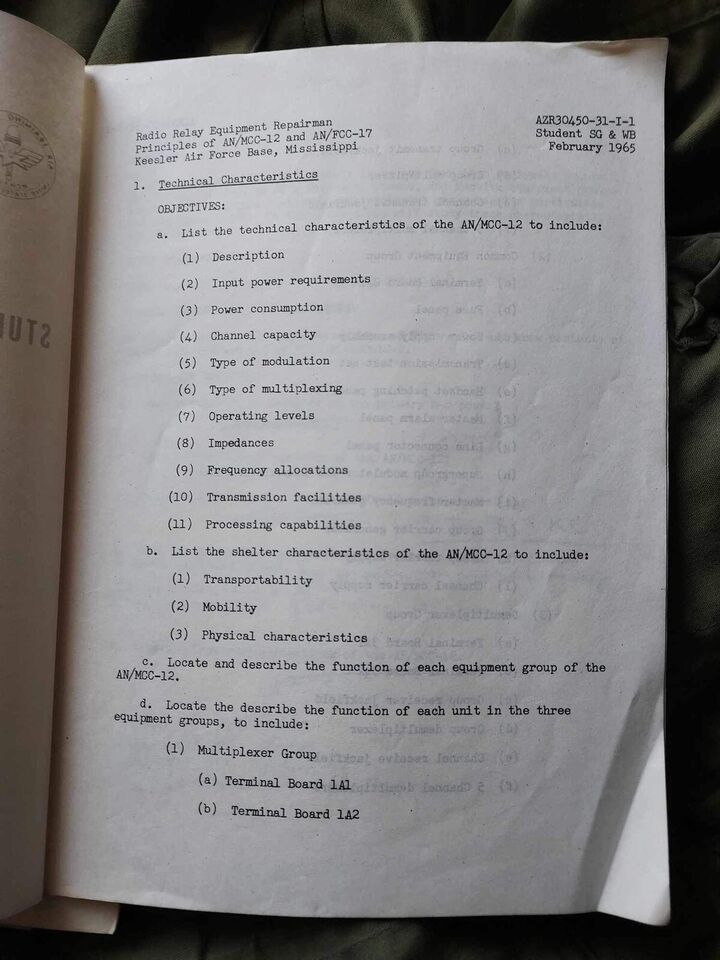 Radio Relay Equipment Repairman
Principles of AN/MCC-12 and AN/FCC-17
Keesler Air Force Base, Mississippi
AZR30450-31-I-1
Student SG & WB
February 1965
1. Technical Characteristics
OBJECTIVES:
a. List the technical characteristics of the AN/MCC-12 to include:
(1) Description
(2) Input power requirements
(3) Power consumption
(4) Channel capacity
(5) Type of modulation
(6) Type of multiplexing
(7) Operating levels
(8) Impedances
(9) Frequency allocations
(10) Transmission facilities
(11) Processing capabilities
b. List the shelter characteristics of the AN/MCC-12 to include:
(1) Transportability
(2) Mobility
(3) Physical characteristics
c. Locate and describe the function of each equipment group of the
AN/MCC-12.
d. Locate the describe the function of each unit in the three
equipment groups, to include:
(1) Multiplexer Group
(a) Terminal Board 1A1
(b) Terminal Board 1A2